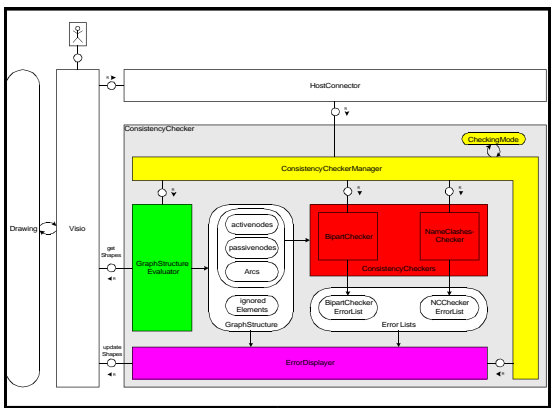 R
HostConnector
R
ConsistencyChecker
CheckingMode
ConsistencyCheckerManager
R
R
R
Drawing
Visio
get
Shapes
R
GraphStructure
Evaluator
activenodes
passivenodes
Arcs
ignored
Elements
GraphStructure
BipartChecker
NameClashes-
Checker
ConsistencyCheckers
BipartChecker
ErrorList
NCChecker
ErrorList
Error Lists
update
Shapes
R
ErrorDisplayer
R